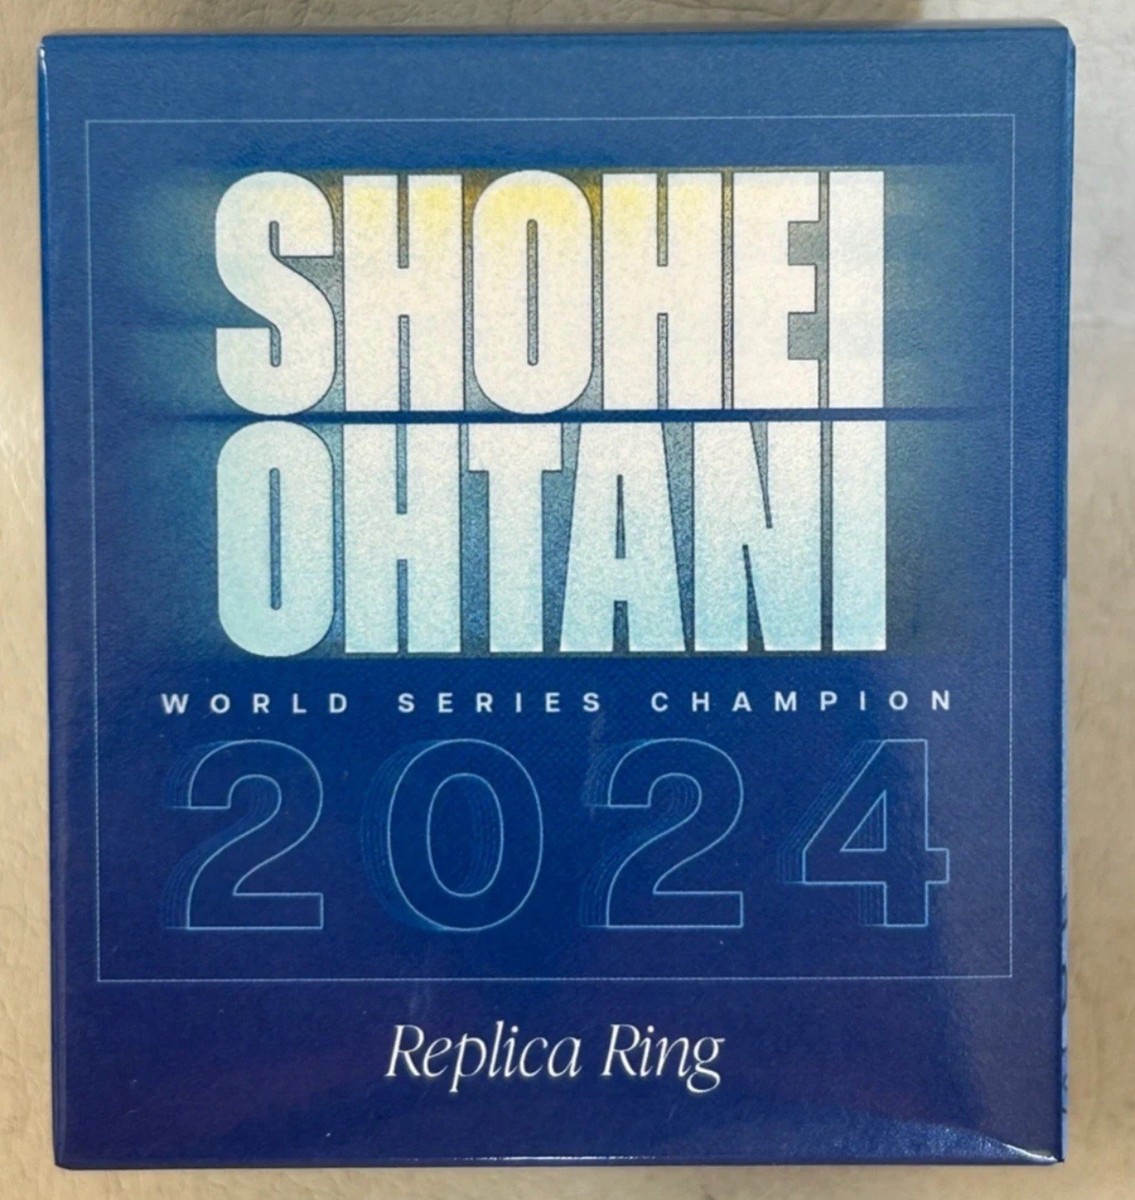 SHOHEI
OHTANI
WORLD SERIES CHAMPION
2024
Replica Ring